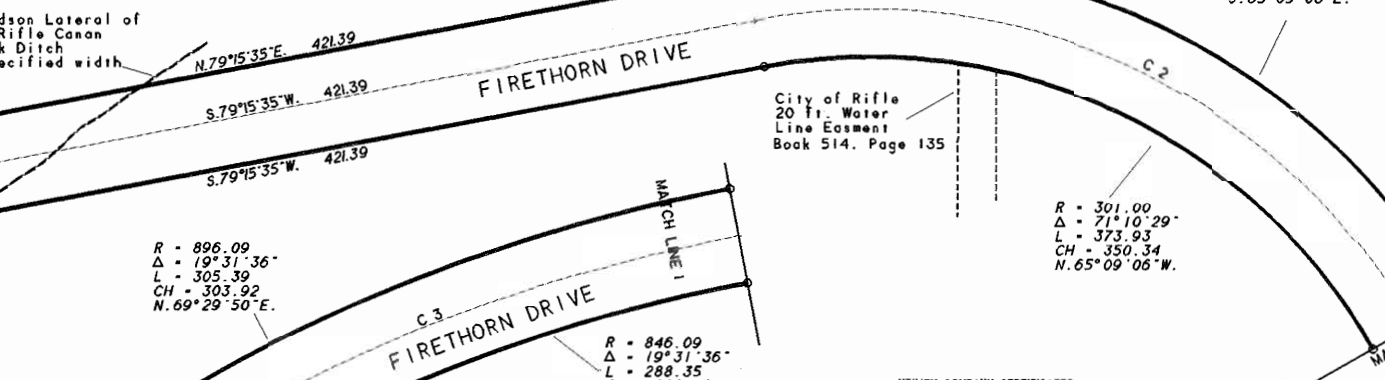 dson Lateral of
Rifle Canan
k Ditch
ecified width
N.79°15'35"E. 421.39
S.79°15'35"W. 421.39
S.79°15'35"W. 421.39
FIRETHORN DRIVE
C 2
City of Rifle
20 ft. Water
Line Easment
Book 514, Page 135
R = 301.00
Δ = 71°10'29"
L = 373.93
CH = 350.34
N.65°09'06"W.
MATCH LINE 1
R = 896.09
Δ = 19°31'36"
L = 305.39
CH = 303.92
N.69°29'50"E.
C 3
FIRETHORN DRIVE
R = 846.09
Δ = 19°31'36"
L = 288.35
MA